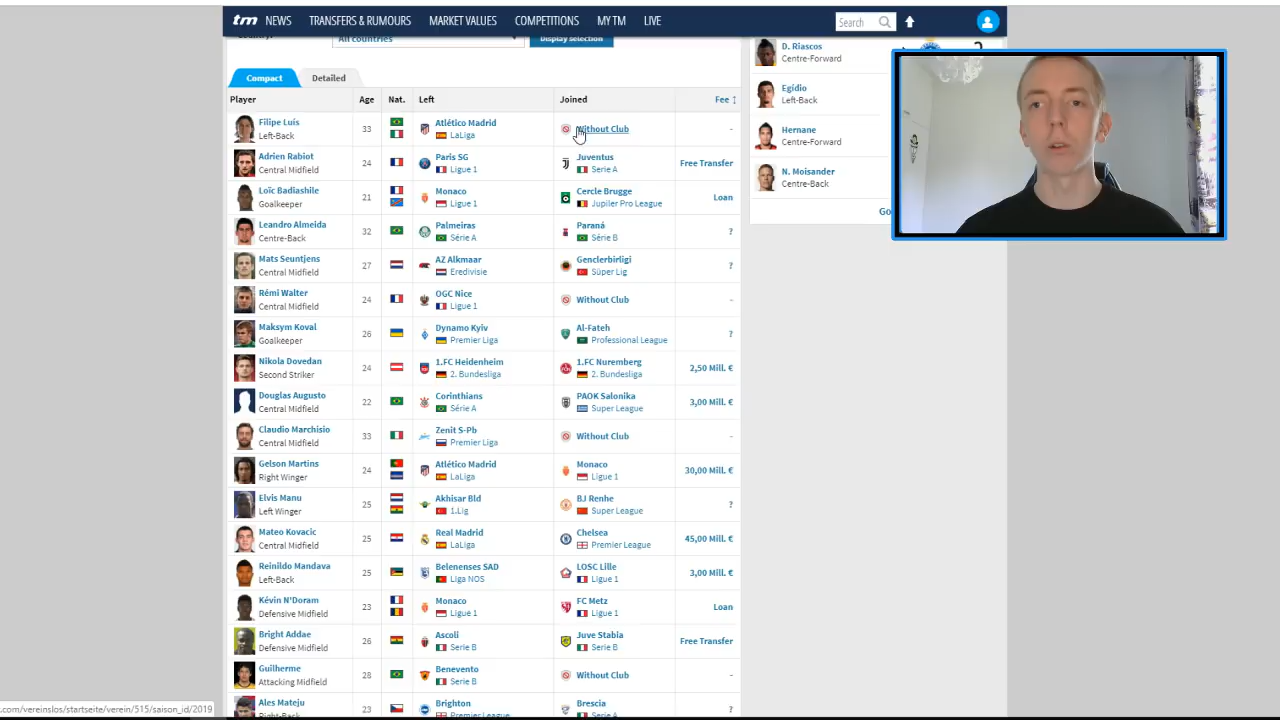 tm NEWS TRANSFERS & RUMOURS MARKET VALUES COMPETITIONS MY TM LIVE Search
All countries Display selection
Compact Detailed
Player Age Nat. Left Joined Fee
Filipe Luís
Left-Back
33
Atlético Madrid
LaLiga
Without Club
-
Adrien Rabiot
Central Midfield
24
Paris SG
Ligue 1
Juventus
Serie A
Free Transfer
Loïc Badiashile
Goalkeeper
21
Monaco
Ligue 1
Cercle Brugge
Jupiler Pro League
Loan
Leandro Almeida
Centre-Back
32
Palmeiras
Série A
Paraná
Série B
?
Mats Seuntjens
Central Midfield
27
AZ Alkmaar
Eredivisie
Genclerbirligi
Süper Lig
?
Rémi Walter
Central Midfield
24
OGC Nice
Ligue 1
Without Club
-
Maksym Koval
Goalkeeper
26
Dynamo Kyiv
Premier Liga
Al-Fateh
Professional League
?
Nikola Dovedan
Second Striker
24
1.FC Heidenheim
2. Bundesliga
1.FC Nuremberg
2. Bundesliga
2,50 Mill. €
Douglas Augusto
Central Midfield
22
Corinthians
Série A
PAOK Salonika
Super League
3,00 Mill. €
Claudio Marchisio
Central Midfield
33
Zenit S-Pb
Premier Liga
Without Club
-
Gelson Martins
Right Winger
24
Atlético Madrid
LaLiga
Monaco
Ligue 1
30,00 Mill. €
Elvis Manu
Left Winger
25
Akhisar Bld
1.Lig
BJ Renhe
Super League
?
Mateo Kovacic
Central Midfield
25
Real Madrid
LaLiga
Chelsea
Premier League
45,00 Mill. €
Reinildo Mandava
Left-Back
25
Belenenses SAD
Liga NOS
LOSC Lille
Ligue 1
3,00 Mill. €
Kévin N'Doram
Defensive Midfield
23
Monaco
Ligue 1
FC Metz
Ligue 1
Loan
Bright Addae
Defensive Midfield
26
Ascoli
Serie B
Juve Stabia
Serie B
Free Transfer
Guilherme
Attacking Midfield
28
Benevento
Serie B
Without Club
-
Ales Mateju
Right-Back
23
Brighton
Premier League
Brescia
Serie A
?
D. Riascos
Centre-Forward
Egídio
Left-Back
Hernane
Centre-Forward
N. Moisander
Centre-Back
Go
.com/vereinslos/startseite/verein/515/saison_id/2019